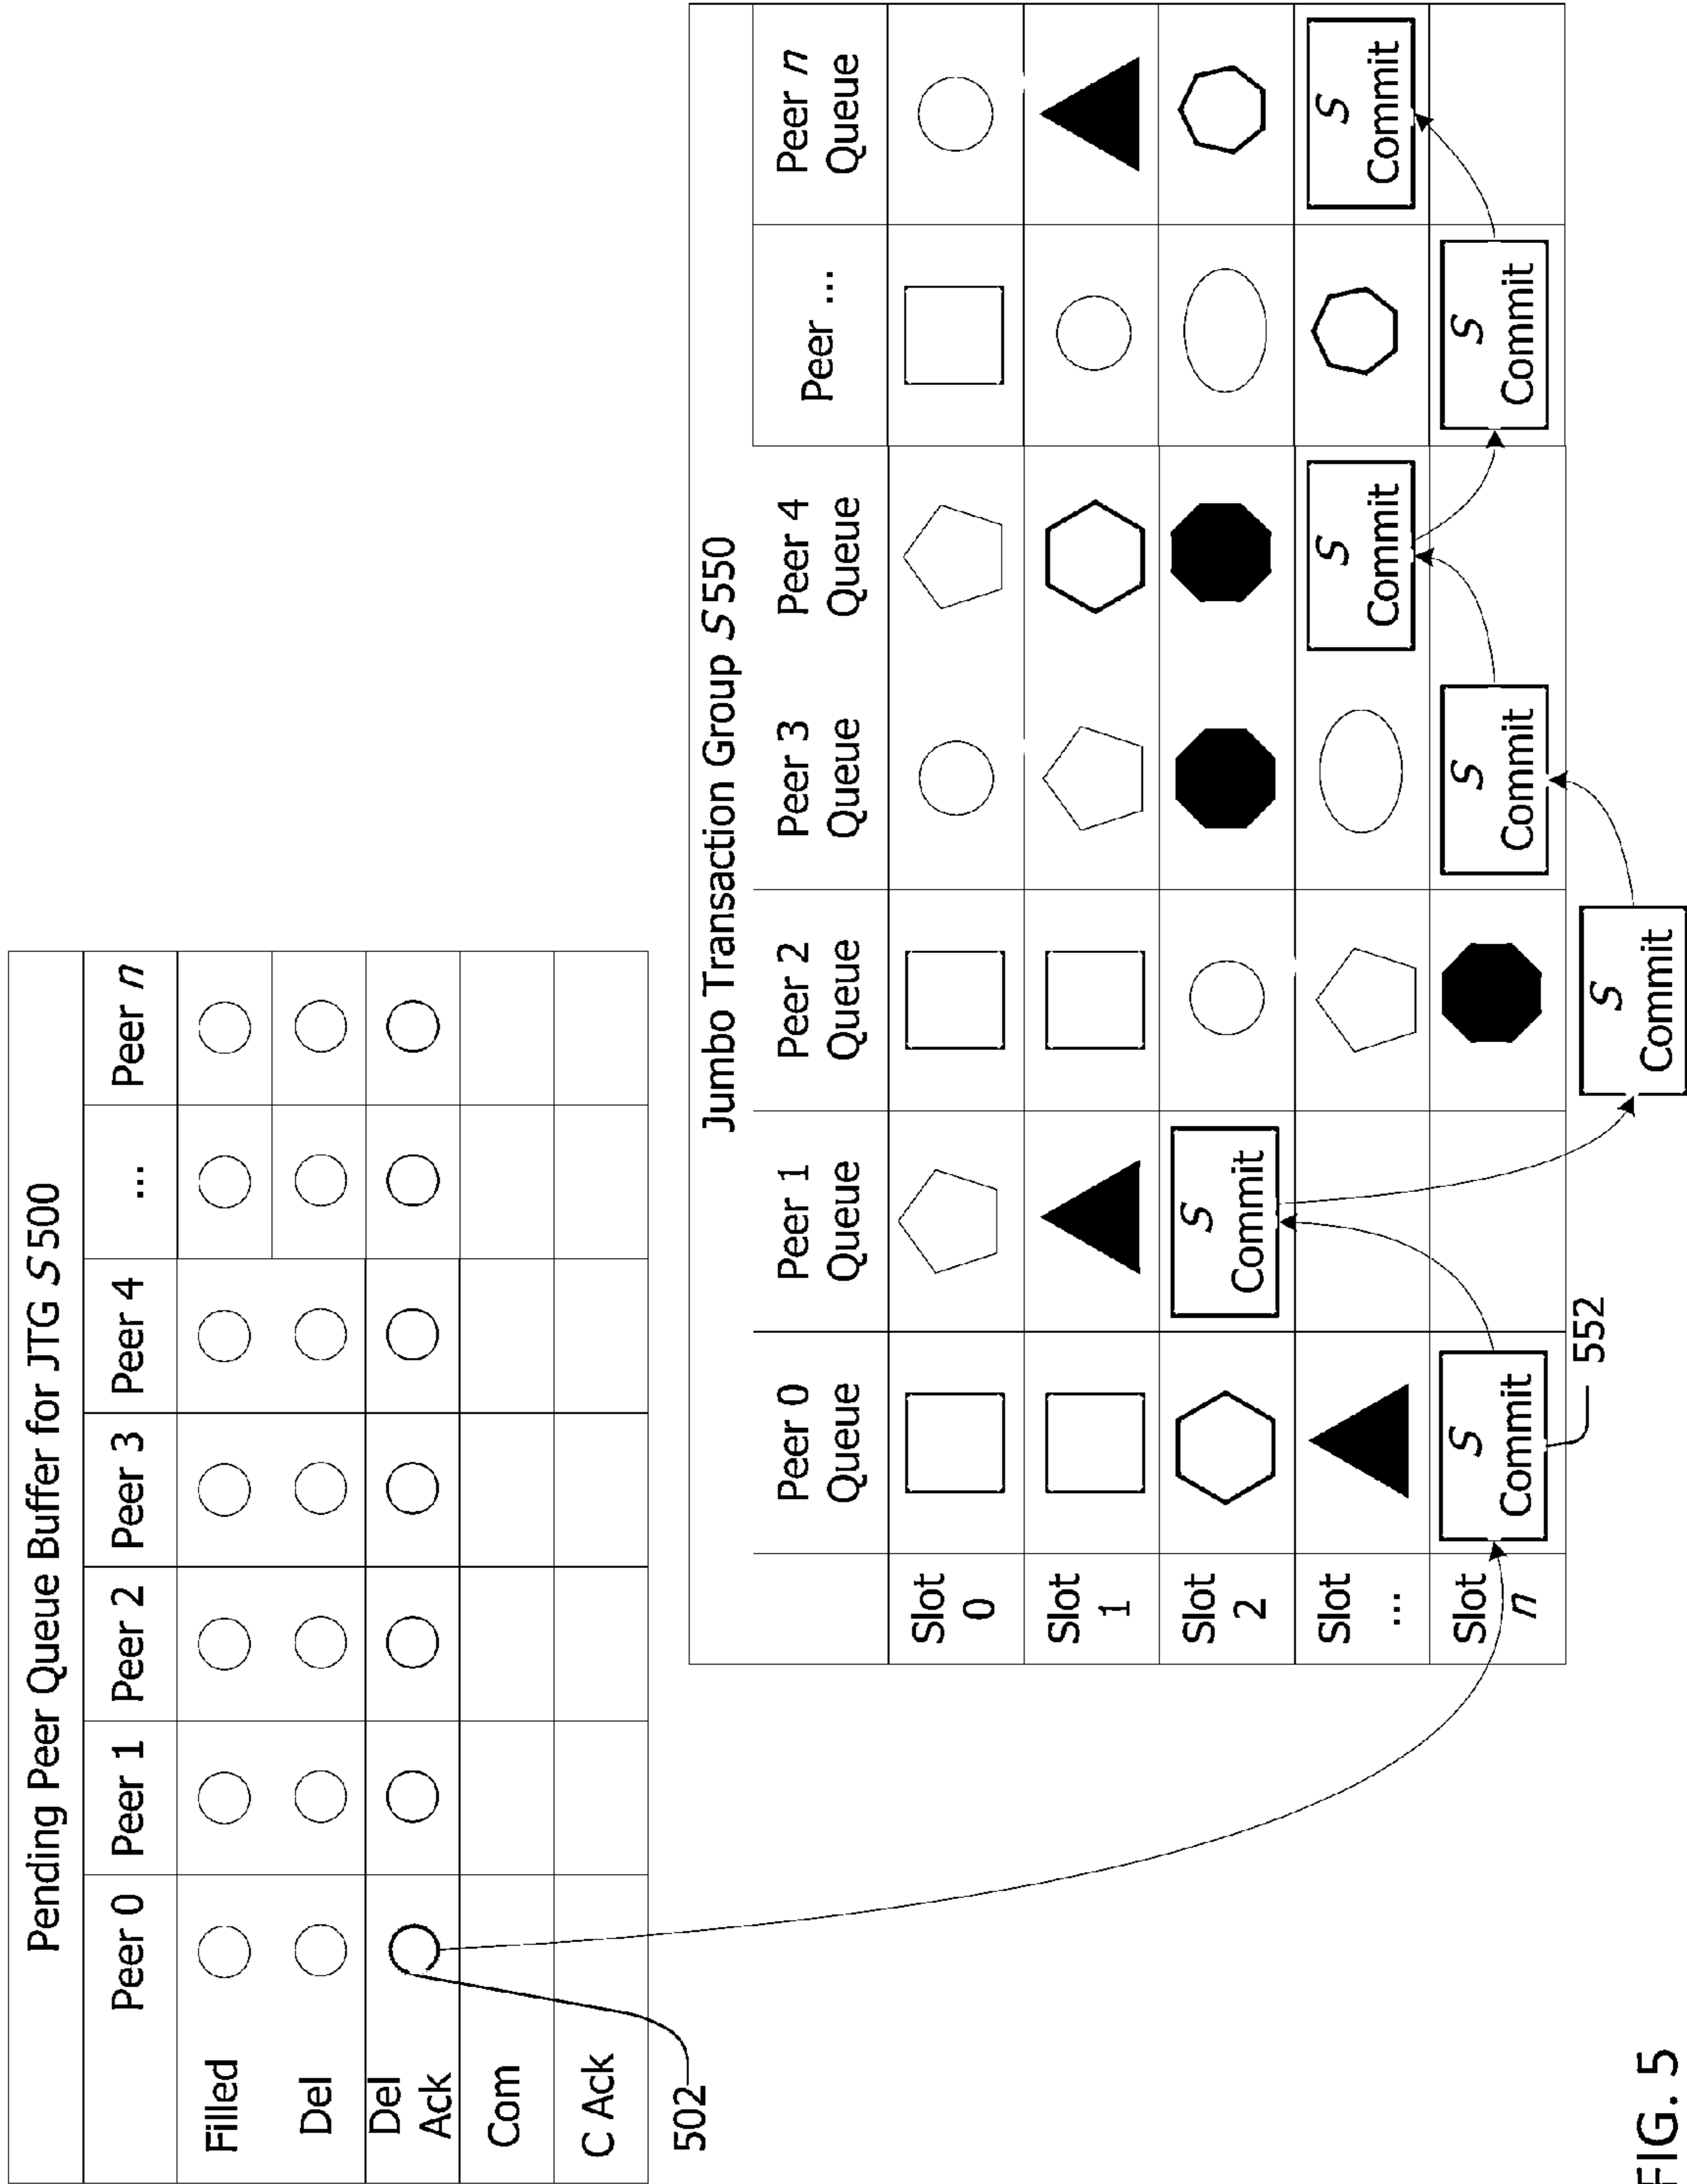 Pending Peer Queue Buffer for JTG S 500
Peer 0 Peer 1 Peer 2 Peer 3 Peer 4 ... Peer n
Filled
Del
Del
Ack
Com
C Ack
502
Jumbo Transaction Group S 550
Peer 0 Peer 1 Peer 2 Peer 3 Peer 4 Peer ... Peer n
Queue Queue Queue Queue Queue Queue
Slot
0
Slot
1
Slot
2
S
Commit
Slot
...
S
Commit
S
Commit
Slot
n
S
Commit
S
Commit
S
Commit
S
Commit
552
FIG. 5